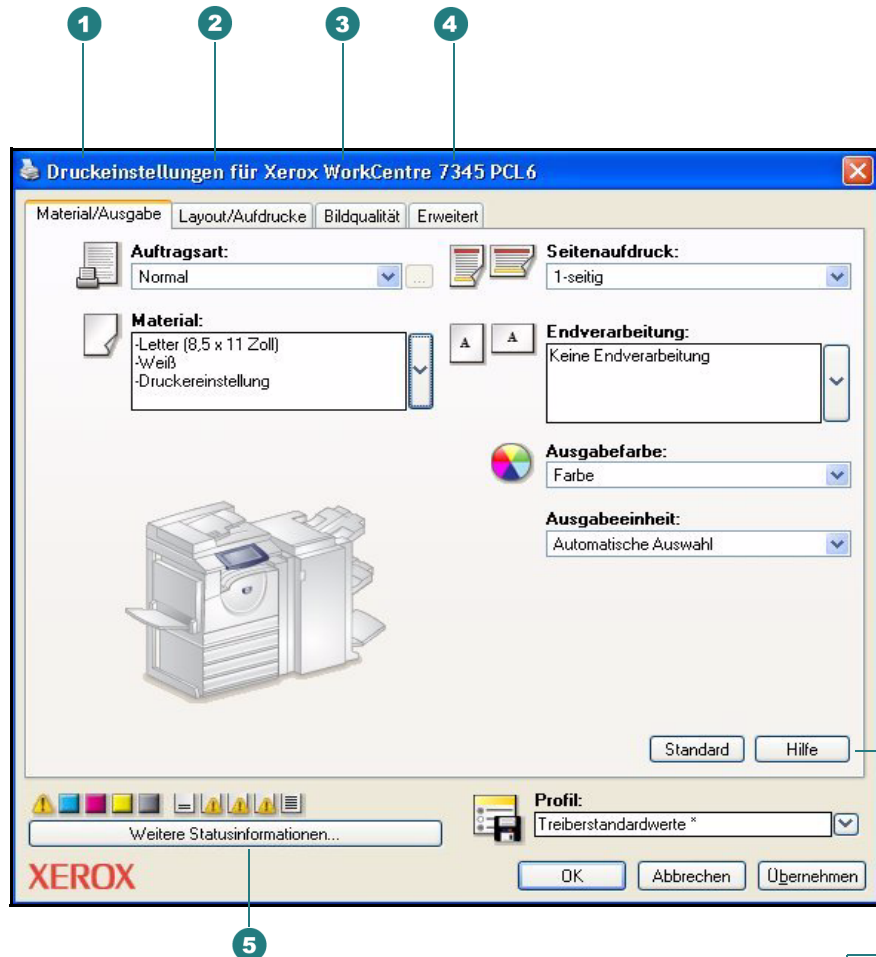 1 2 3 4
Druckeinstellungen für Xerox WorkCentre 7345 PCL6
Material/Ausgabe Layout/Aufdrucke Bildqualität Erweitert
Auftragsart:
Normal
...
Material:
-Letter (8,5 x 11 Zoll)
-Weiß
-Druckereinstellung
Seitenaufdruck:
1-seitig
A A
Endverarbeitung:
Keine Endverarbeitung
Ausgabefarbe:
Farbe
Ausgabeeinheit:
Automatische Auswahl
Standard Hilfe
Weitere Statusinformationen...
Profil:
Treiberstandardwerte *
XEROX
OK Abbrechen Übernehmen
5